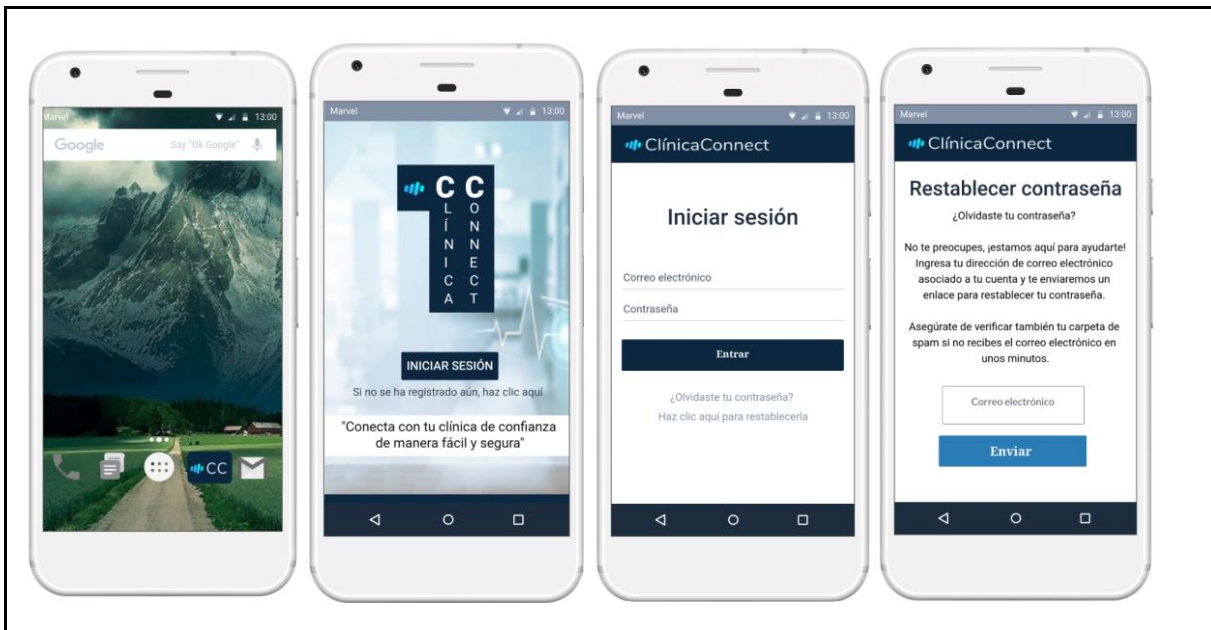 Marvel 13:00
Google Say "Ok Google"
CC
Marvel 13:00
CLÍNICA
CONNECT
INICIAR SESIÓN
Si no se ha registrado aún, haz clic aquí
"Conecta con tu clínica de confianza
de manera fácil y segura"
Marvel 13:00
ClínicaConnect
Iniciar sesión
Correo electrónico
Contraseña
Entrar
¿Olvidaste tu contraseña?
Haz clic aquí para restablecerla
Marvel 13:00
ClínicaConnect
Restablecer contraseña
¿Olvidaste tu contraseña?
No te preocupes, ¡estamos aquí para ayudarte!
Ingresa tu dirección de correo electrónico
asociado a tu cuenta y te enviaremos un
enlace para restablecer tu contraseña.
Asegúrate de verificar también tu carpeta de
spam si no recibes el correo electrónico en
unos minutos.
Correo electrónico
Enviar